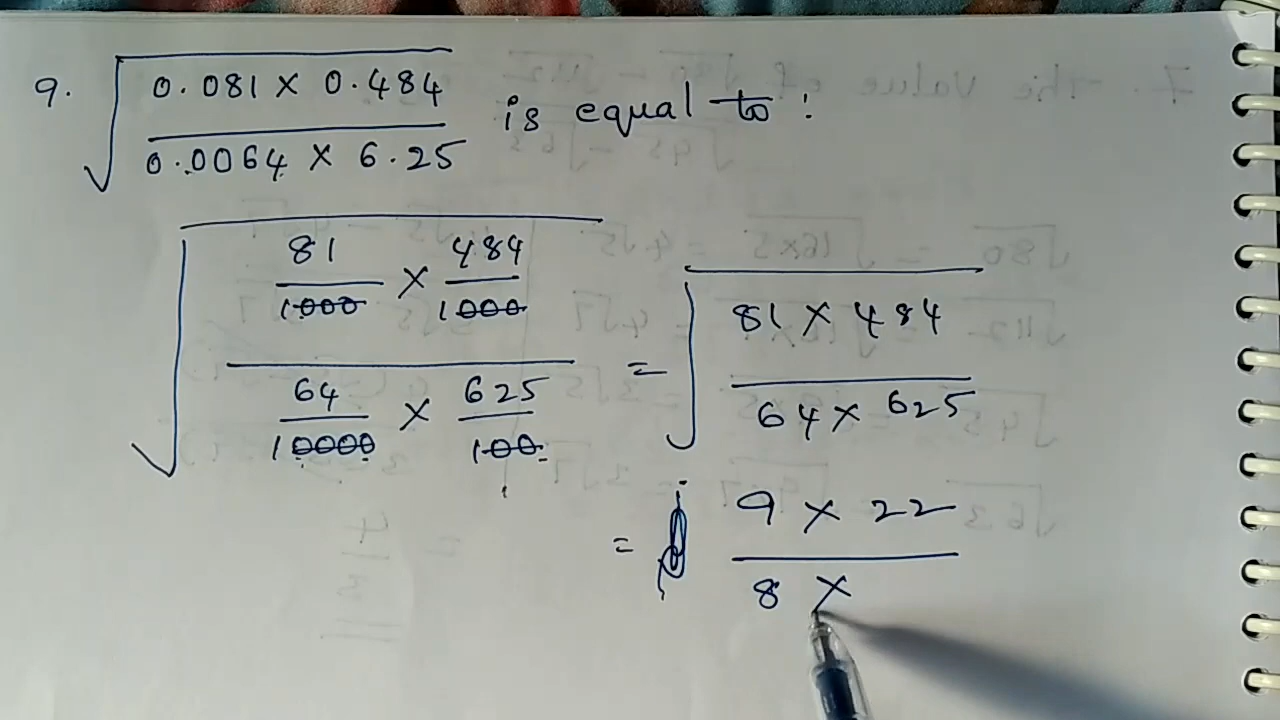 9. √(0.081 × 0.484 / 0.0064 × 6.25) is equal to :
√(81/1000 × 484/1000 / 64/10000 × 625/100) = √(81 × 484 / 64 × 625)
= 9 × 22 / 8 ×